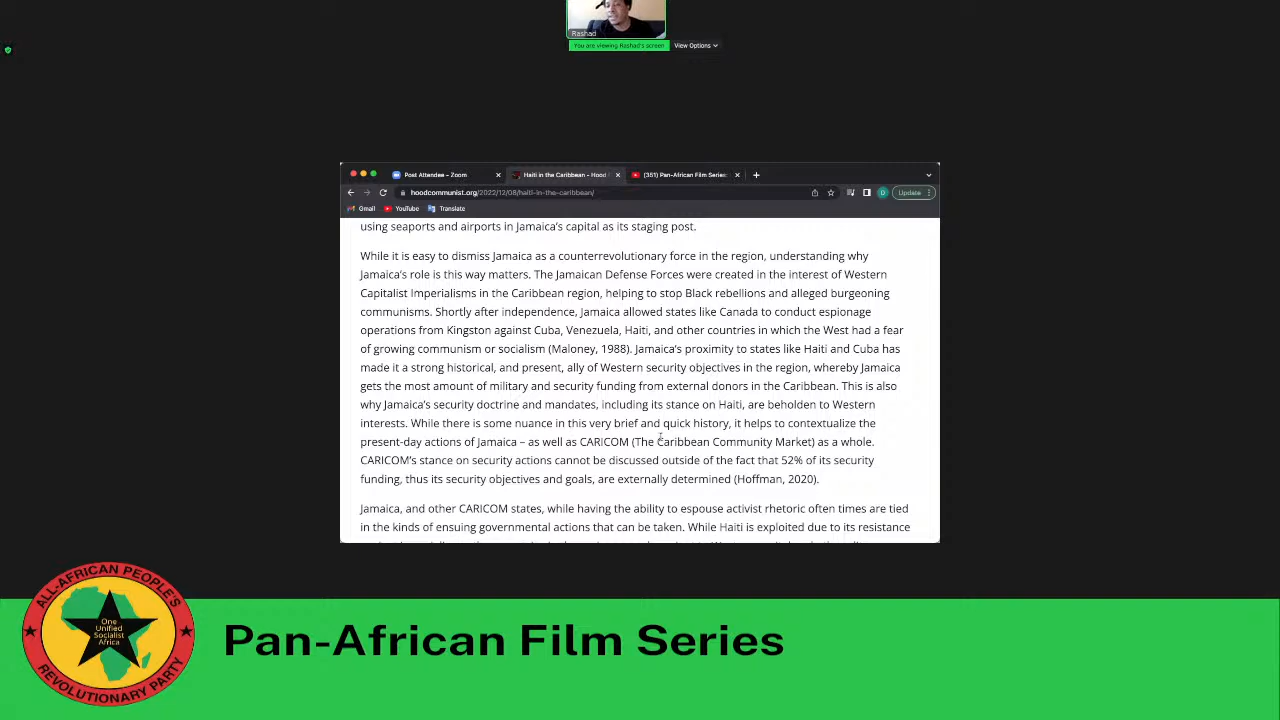 Rashad
You are viewing Rashad's screen
View Options
Post Attendee - Zoom
Haiti in the Caribbean – Hood
(351) Pan-African Film Series:
hoodcommunist.org/2022/12/08/haiti-in-the-caribbean/
D
Update
Gmail
YouTube
Translate
using seaports and airports in Jamaica's capital as its staging post.
While it is easy to dismiss Jamaica as a counterrevolutionary force in the region, understanding why
Jamaica's role is this way matters. The Jamaican Defense Forces were created in the interest of Western
Capitalist Imperialisms in the Caribbean region, helping to stop Black rebellions and alleged burgeoning
communisms. Shortly after independence, Jamaica allowed states like Canada to conduct espionage
operations from Kingston against Cuba, Venezuela, Haiti, and other countries in which the West had a fear
of growing communism or socialism (Maloney, 1988). Jamaica's proximity to states like Haiti and Cuba has
made it a strong historical, and present, ally of Western security objectives in the region, whereby Jamaica
gets the most amount of military and security funding from external donors in the Caribbean. This is also
why Jamaica's security doctrine and mandates, including its stance on Haiti, are beholden to Western
interests. While there is some nuance in this very brief and quick history, it helps to contextualize the
present-day actions of Jamaica – as well as CARICOM (The Caribbean Community Market) as a whole.
CARICOM's stance on security actions cannot be discussed outside of the fact that 52% of its security
funding, thus its security objectives and goals, are externally determined (Hoffman, 2020).
Jamaica, and other CARICOM states, while having the ability to espouse activist rhetoric often times are tied
in the kinds of ensuing governmental actions that can be taken. While Haiti is exploited due to its resistance
ALL-AFRICAN PEOPLE'S
One
Unified
Socialist
Africa
REVOLUTIONARY PARTY
Pan-African Film Series